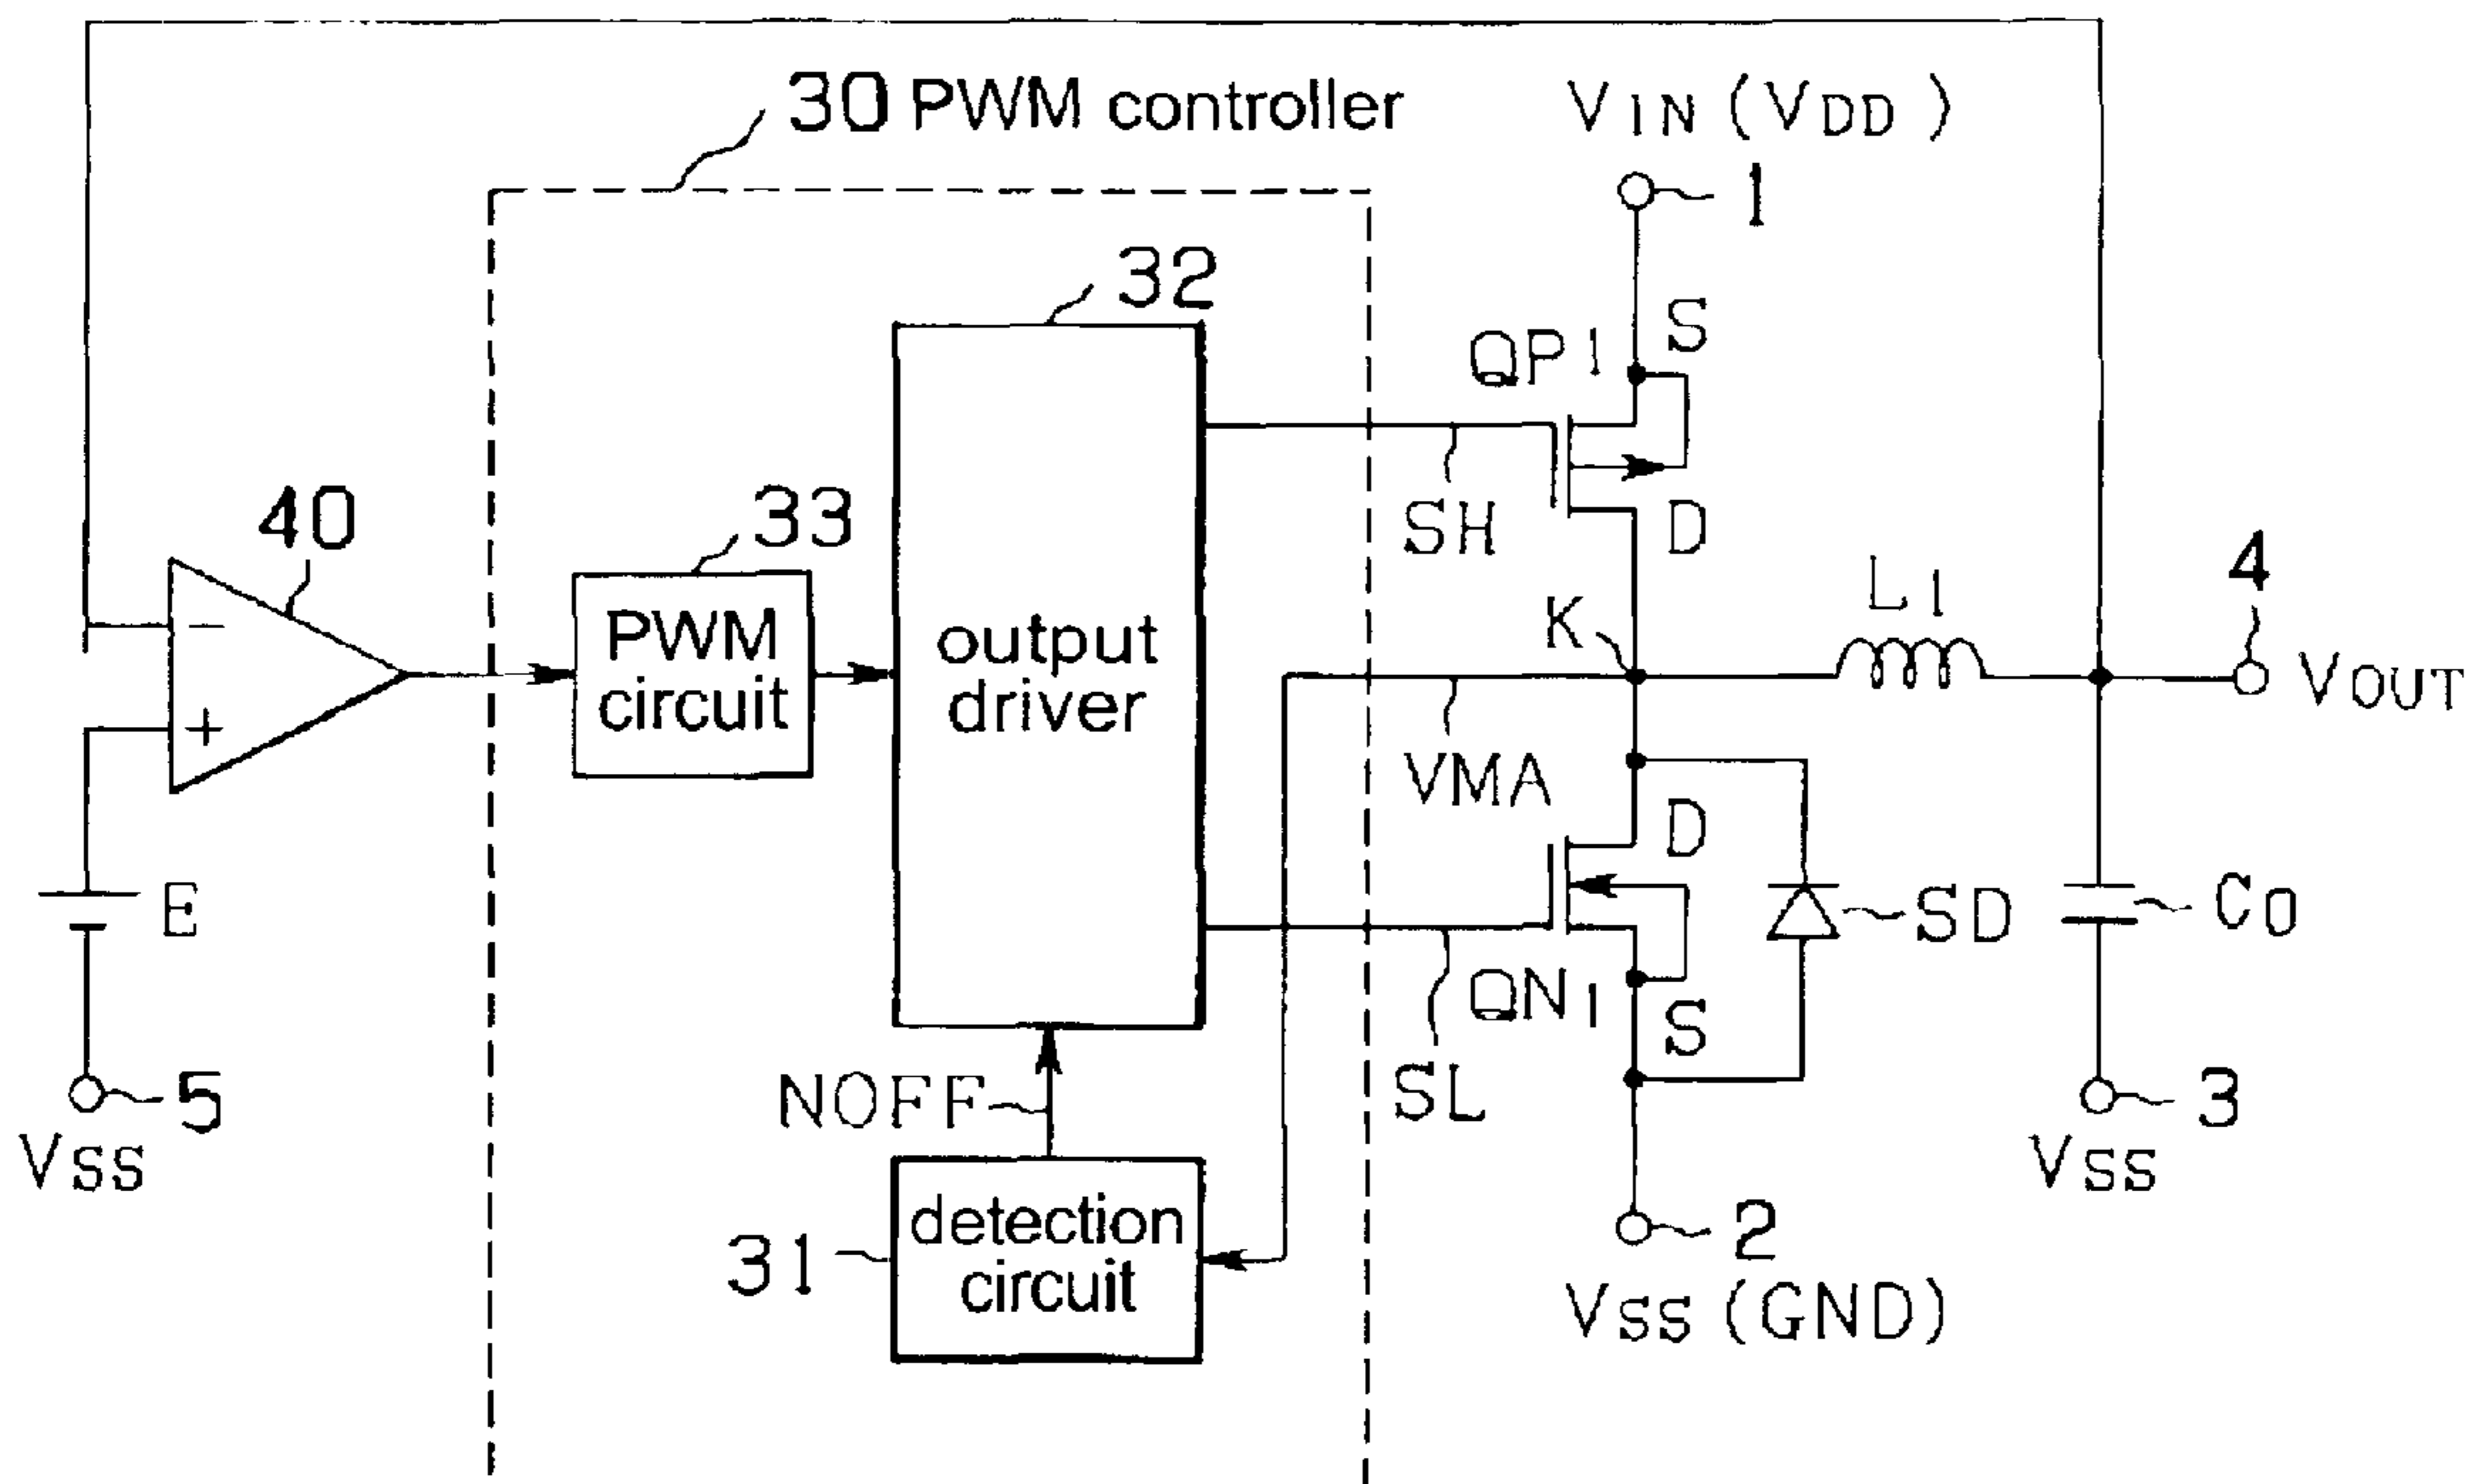 30 PWM controller
VIN (VDD)
1
32
S
QP1
40
33
SH
D
4
PWM
circuit
output
driver
K
L1
VOUT
−
+
VMA
D
E
SD
CO
QN1
S
5
VSS
NOFF
SL
3
VSS
31
detection
circuit
2
VSS (GND)